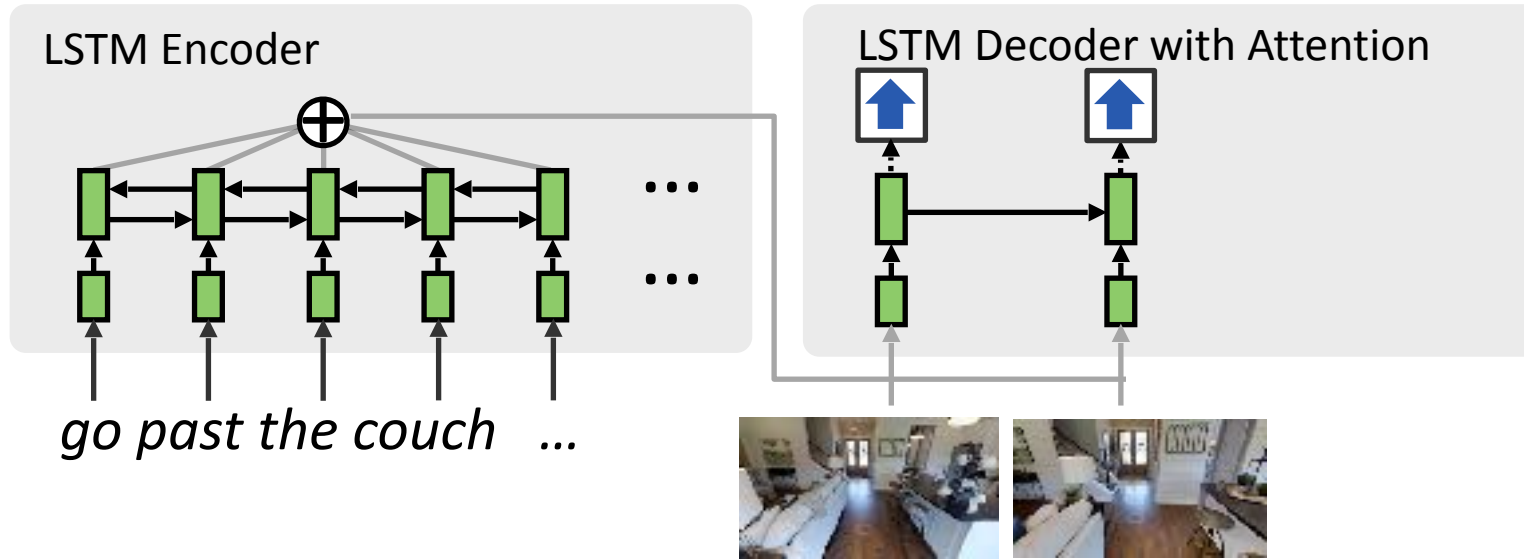 LSTM Encoder
LSTM Decoder with Attention
...
...
go past the couch ...